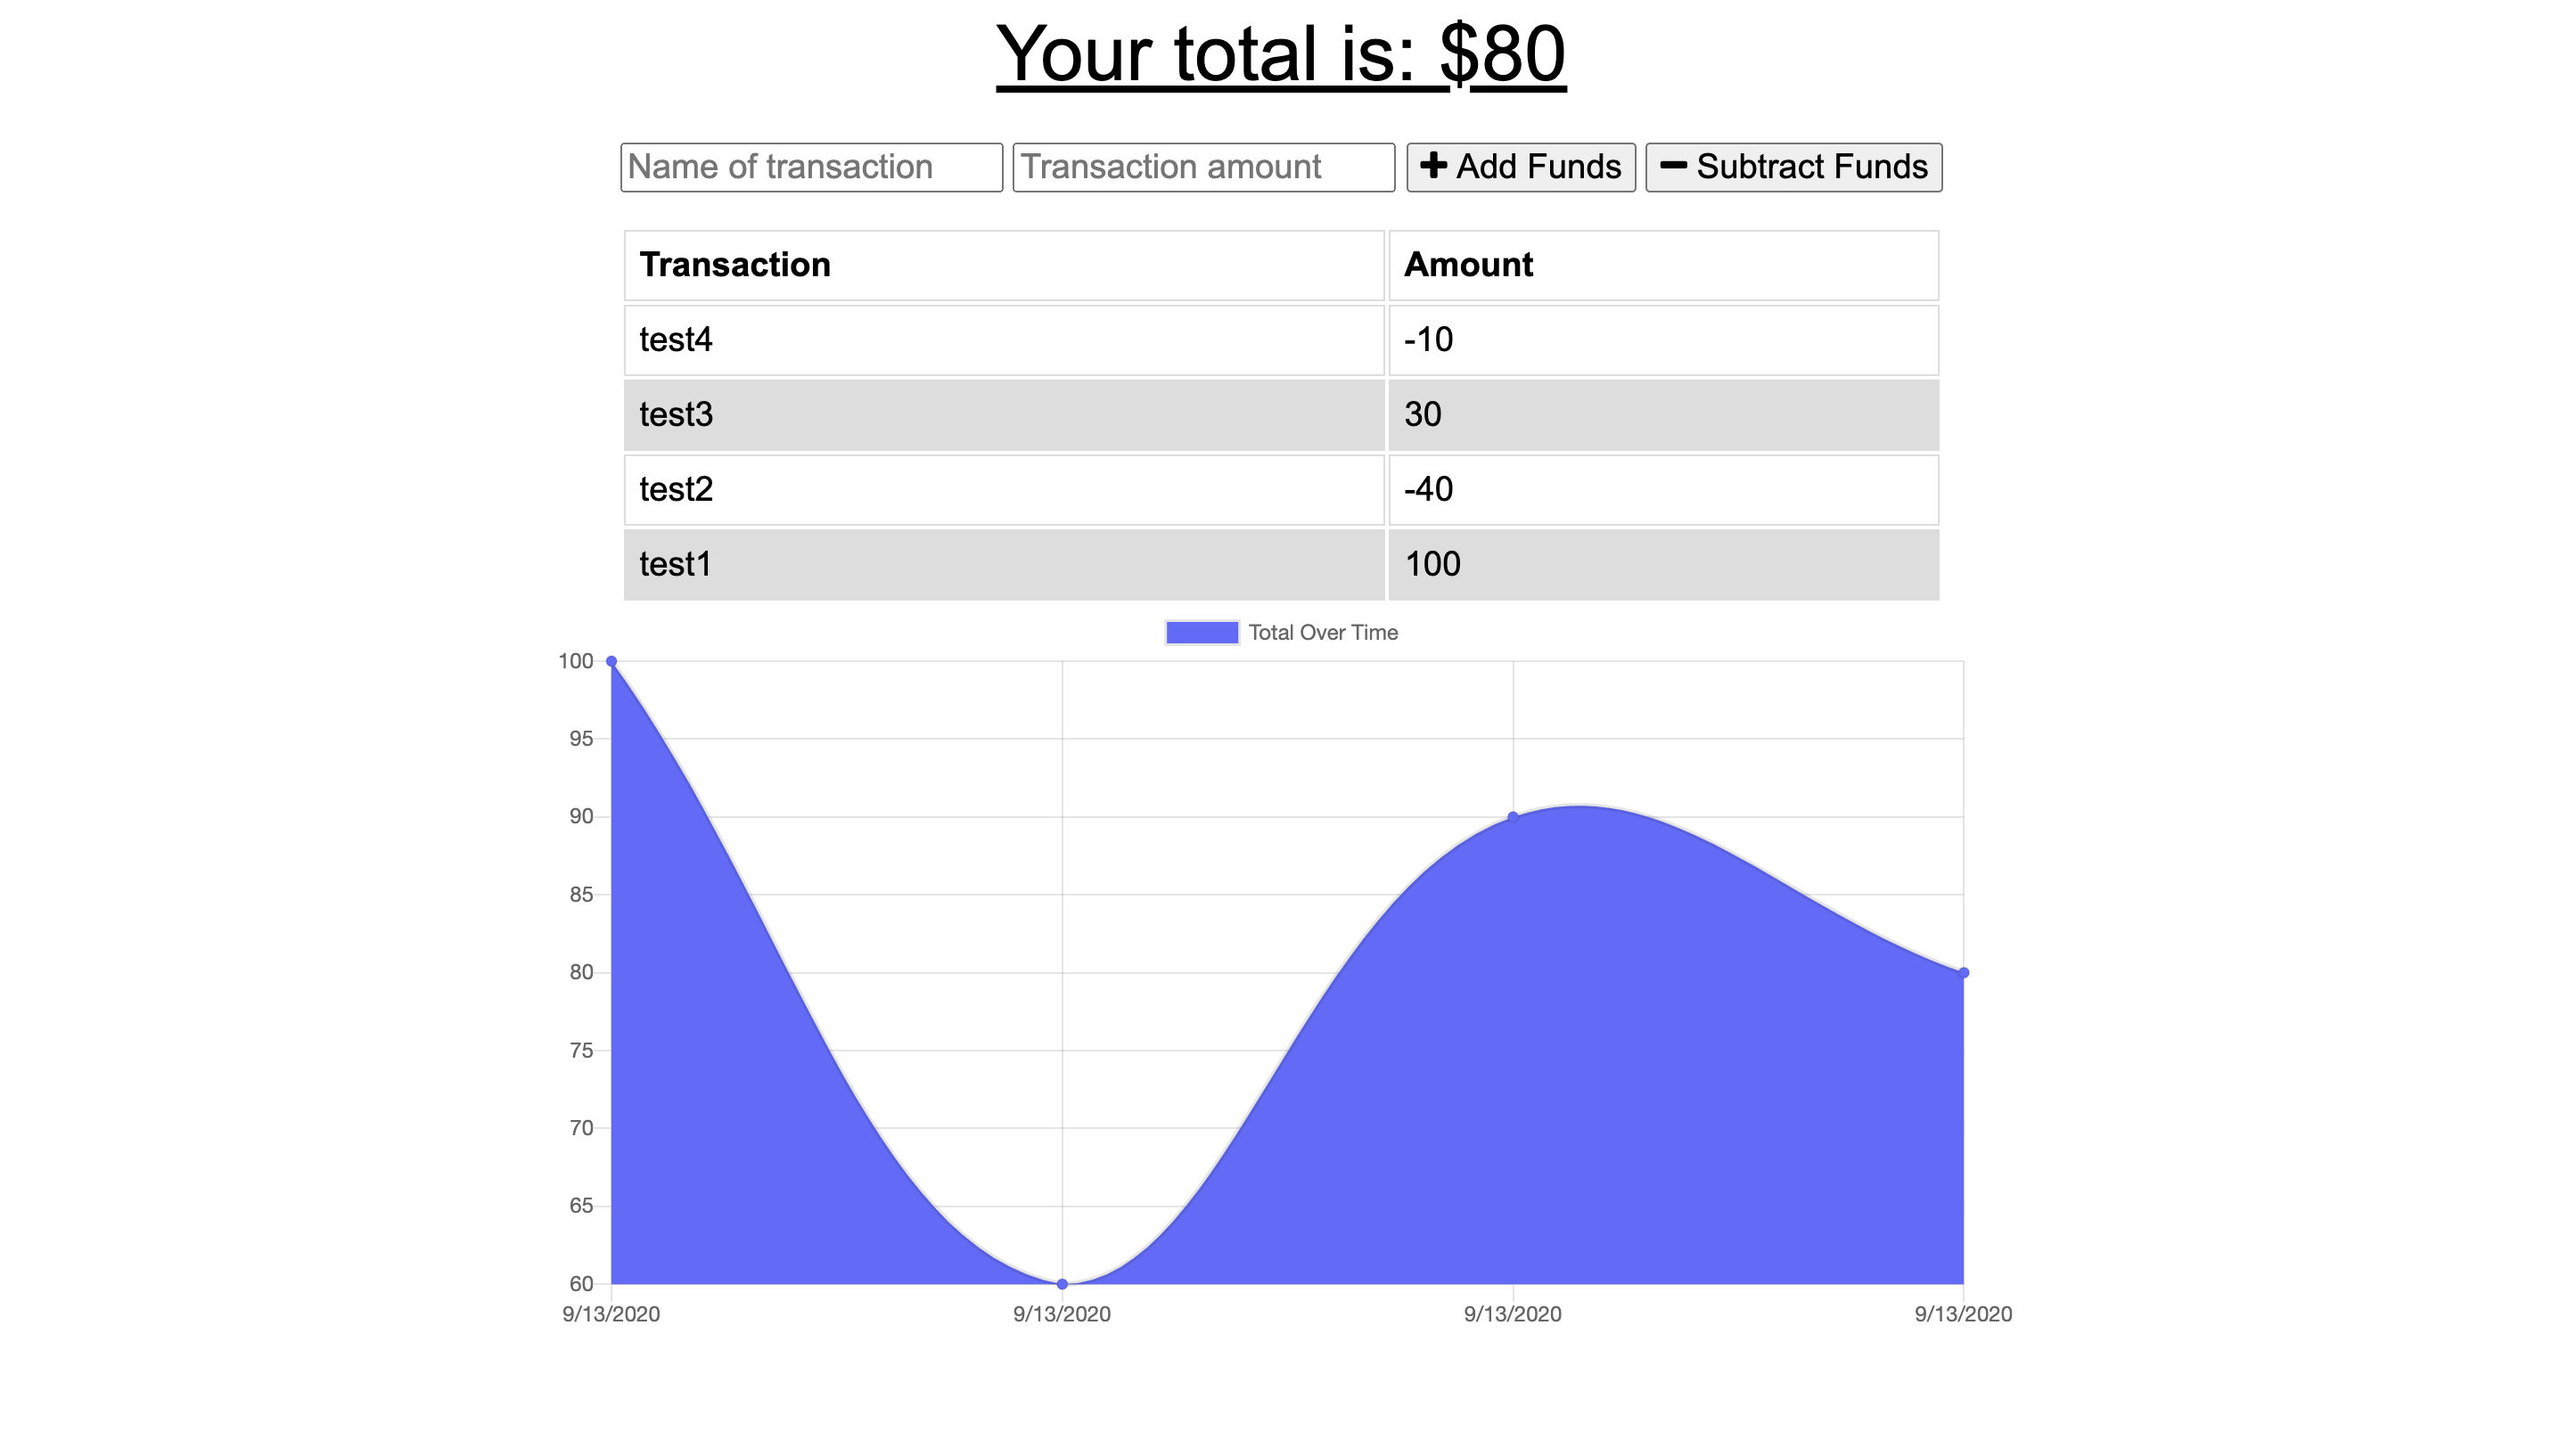 Your total is: $80
Name of transaction Transaction amount Add Funds Subtract Funds
Transaction Amount
test4 -10
test3 30
test2 -40
test1 100
Total Over Time
100
95
90
85
80
75
70
65
60
9/13/2020 9/13/2020 9/13/2020 9/13/2020